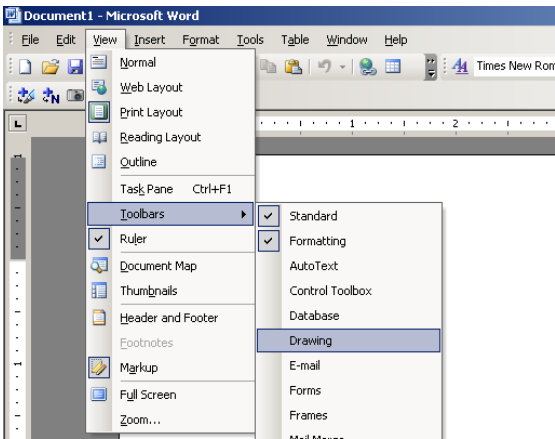 Document1 - Microsoft Word
File Edit View Insert Format Tools Table Window Help
Normal
Times New Rom
Web Layout
Print Layout
1 2
Reading Layout
Outline
Task Pane Ctrl+F1
Toolbars
Standard
Ruler
Formatting
Document Map
AutoText
Thumbnails
Control Toolbox
Header and Footer
Database
Footnotes
Drawing
Markup
E-mail
Full Screen
Forms
Zoom...
Frames
Mail Merge